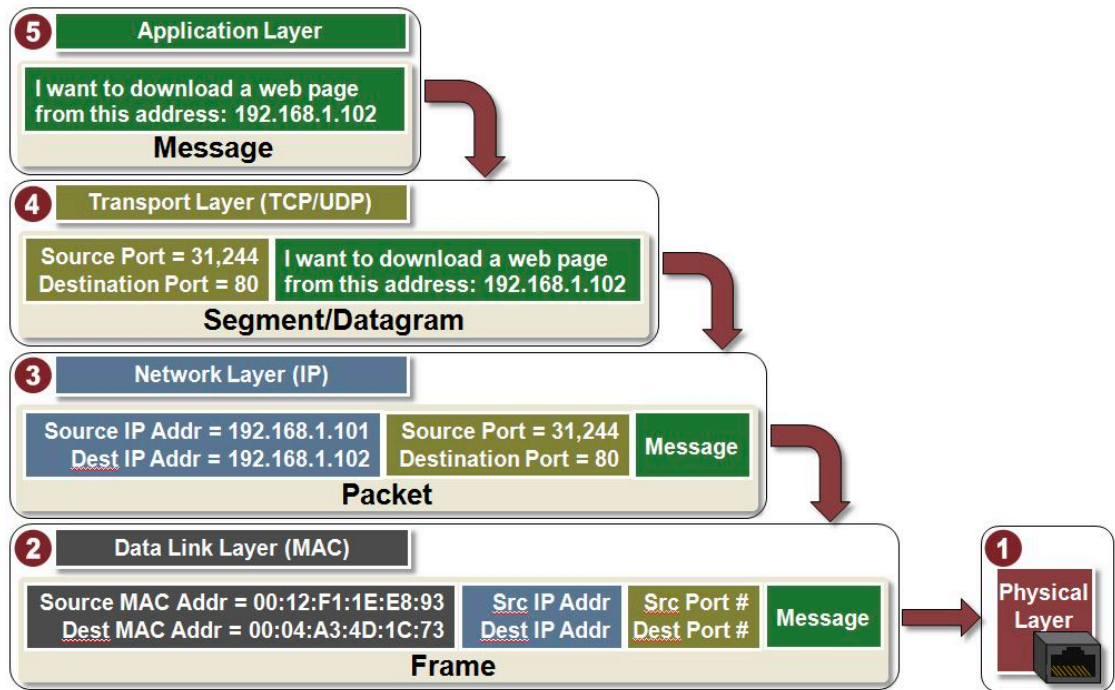 5
Application Layer
I want to download a web page
from this address: 192.168.1.102
Message
4
Transport Layer (TCP/UDP)
Source Port = 31,244
Destination Port = 80
I want to download a web page
from this address: 192.168.1.102
Segment/Datagram
3
Network Layer (IP)
Source IP Addr = 192.168.1.101
Dest IP Addr = 192.168.1.102
Source Port = 31,244
Destination Port = 80
Message
Packet
2
Data Link Layer (MAC)
Source MAC Addr = 00:12:F1:1E:E8:93
Dest MAC Addr = 00:04:A3:4D:1C:73
Src IP Addr
Dest IP Addr
Src Port #
Dest Port #
Message
Frame
1
Physical
Layer